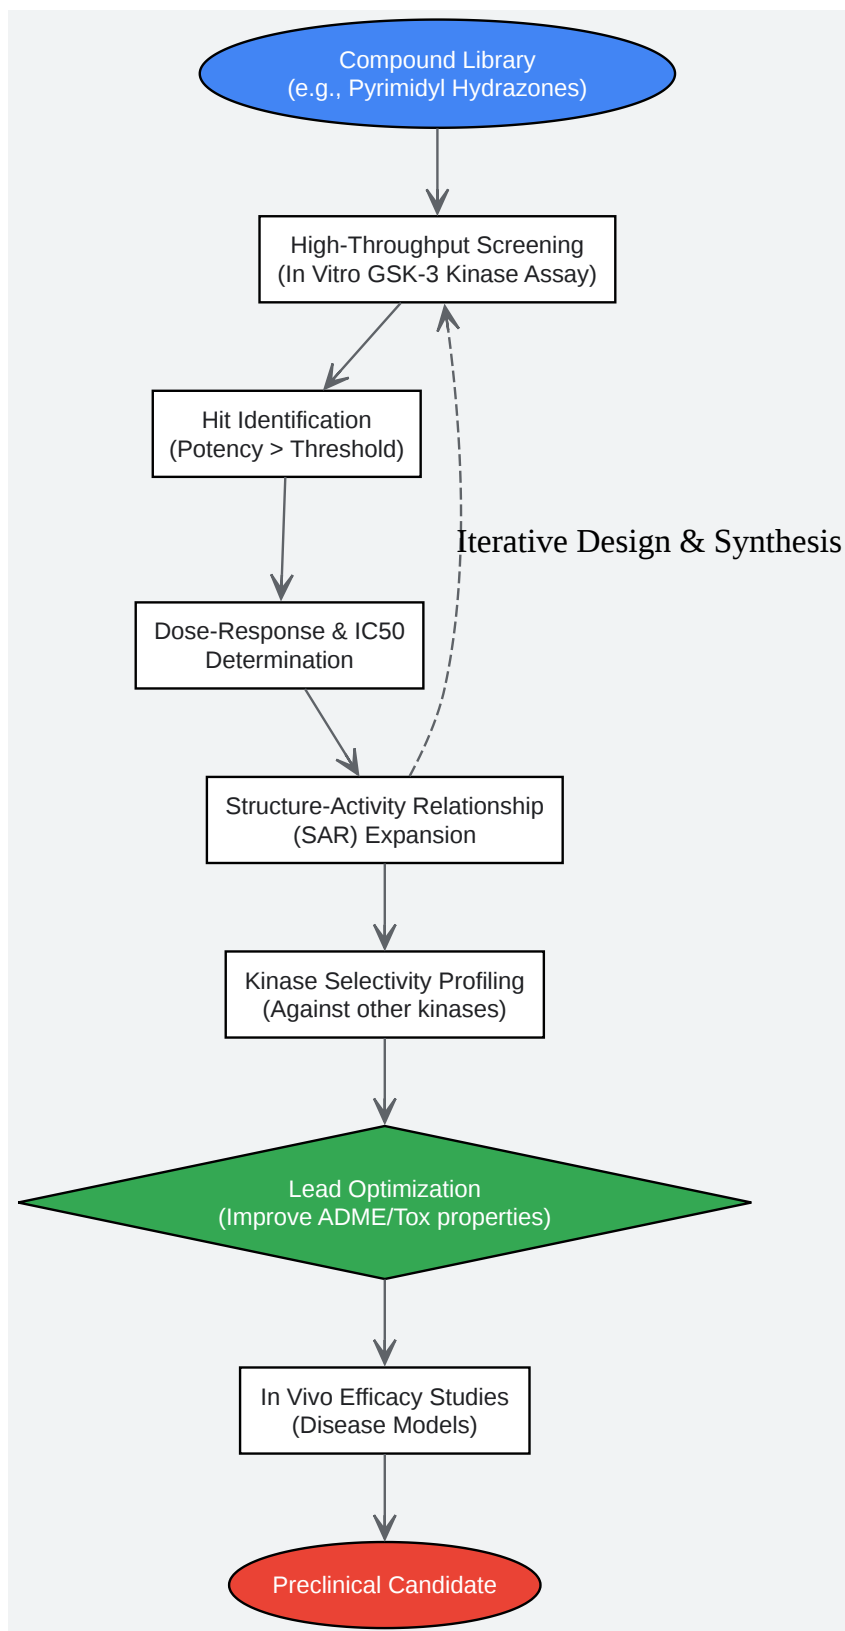 Compound Library
(e.g., Pyrimidyl Hydrazones)
High-Throughput Screening
(In Vitro GSK-3 Kinase Assay)
Hit Identification
(Potency > Threshold)
Iterative Design & Synthesis
Dose-Response & IC50
Determination
Structure-Activity Relationship
(SAR) Expansion
Kinase Selectivity Profiling
(Against other kinases)
Lead Optimization
(Improve ADME/Tox properties)
In Vivo Efficacy Studies
(Disease Models)
Preclinical Candidate